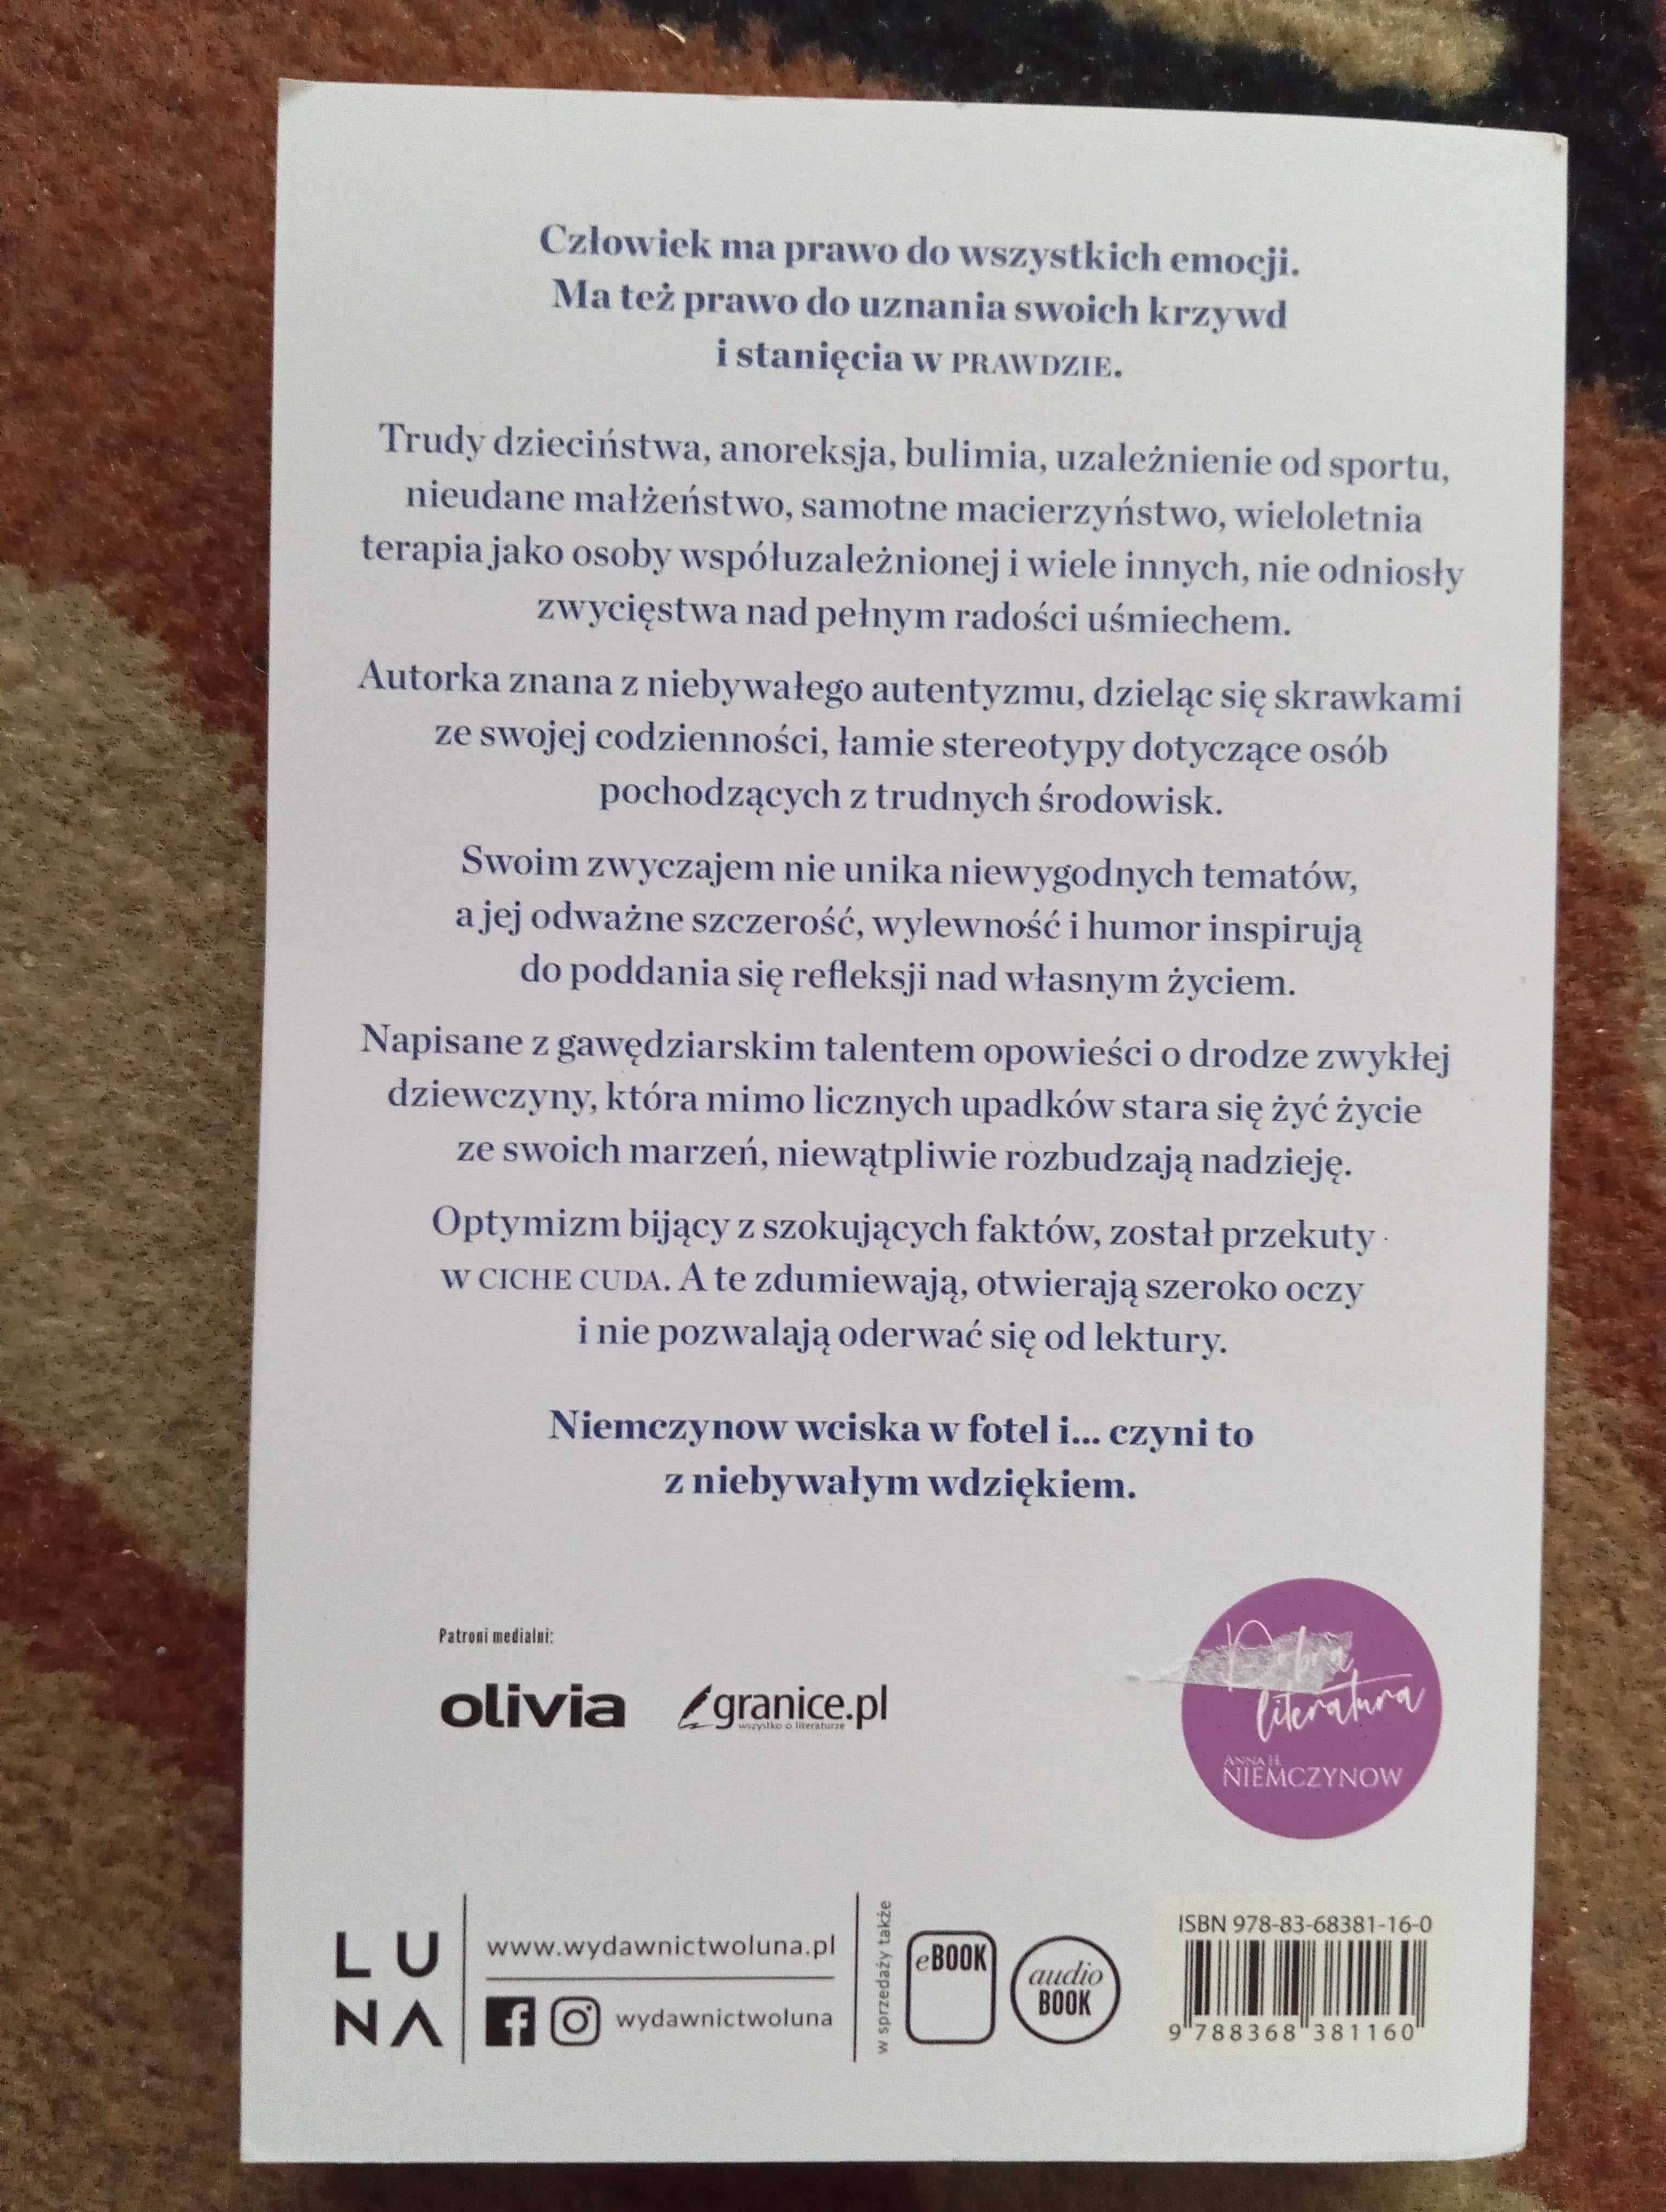 Człowiek ma prawo do wszystkich emocji.
Ma też prawo do uznania swoich krzywd
i stanięcia w PRAWDZIE.
Trudy dzieciństwa, anoreksja, bulimia, uzależnienie od sportu,
nieudane małżeństwo, samotne macierzyństwo, wieloletnia
terapia jako osoby współuzależnionej i wiele innych, nie odniosły
zwycięstwa nad pełnym radości uśmiechem.
Autorka znana z niebywałego autentyzmu, dzieląc się skrawkami
ze swojej codzienności, łamie stereotypy dotyczące osób
pochodzących z trudnych środowisk.
Swoim zwyczajem nie unika niewygodnych tematów,
a jej odważne szczerość, wylewność i humor inspirują
do poddania się refleksji nad własnym życiem.
Napisane z gawędziarskim talentem opowieści o drodze zwykłej
dziewczyny, która mimo licznych upadków stara się żyć życie
ze swoich marzeń, niewątpliwie rozbudzają nadzieję.
Optymizm bijący z szokujących faktów, został przekuty
w CICHE CUDA. A te zdumiewają, otwierają szeroko oczy
i nie pozwalają oderwać się od lektury.
Niemczynow wciska w fotel i... czyni to
z niebywałym wdziękiem.
Patroni medialni:
olivia
granice.pl
wszystko o literaturze
Dobra
literatura
ANNA H.
NIEMCZYNOW
LU
NA
www.wydawnictwoluna.pl
wydawnictwoluna
w sprzedaży także
eBOOK
audio
BOOK
ISBN 978-83-68381-16-0
9 788368 381160